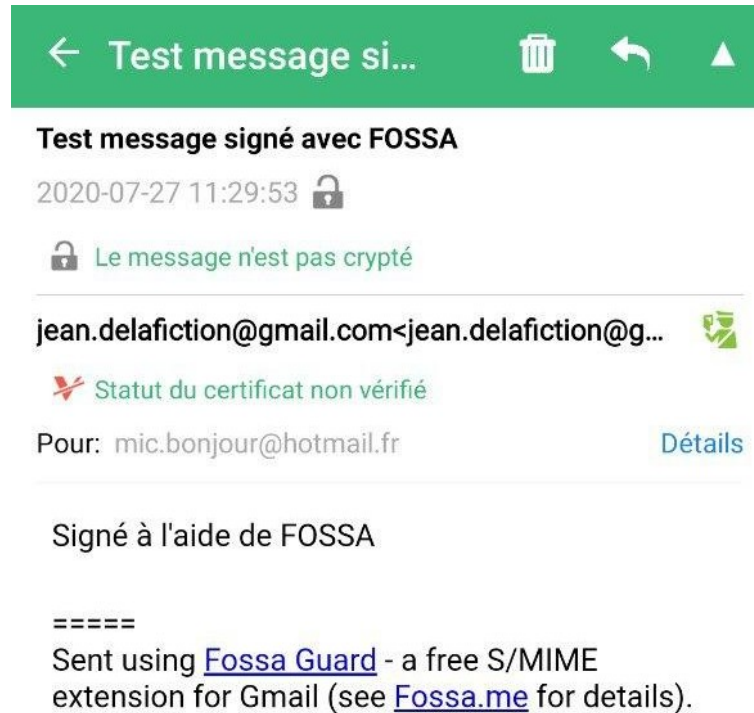 Test message si...
Test message signé avec FOSSA
2020-07-27 11:29:53
Le message n'est pas crypté
jean.delafiction@gmail.com<jean.delafiction@g...
Statut du certificat non vérifié
Pour: mic.bonjour@hotmail.fr Détails
Signé à l'aide de FOSSA
=====
Sent using Fossa Guard - a free S/MIME
extension for Gmail (see Fossa.me for details).